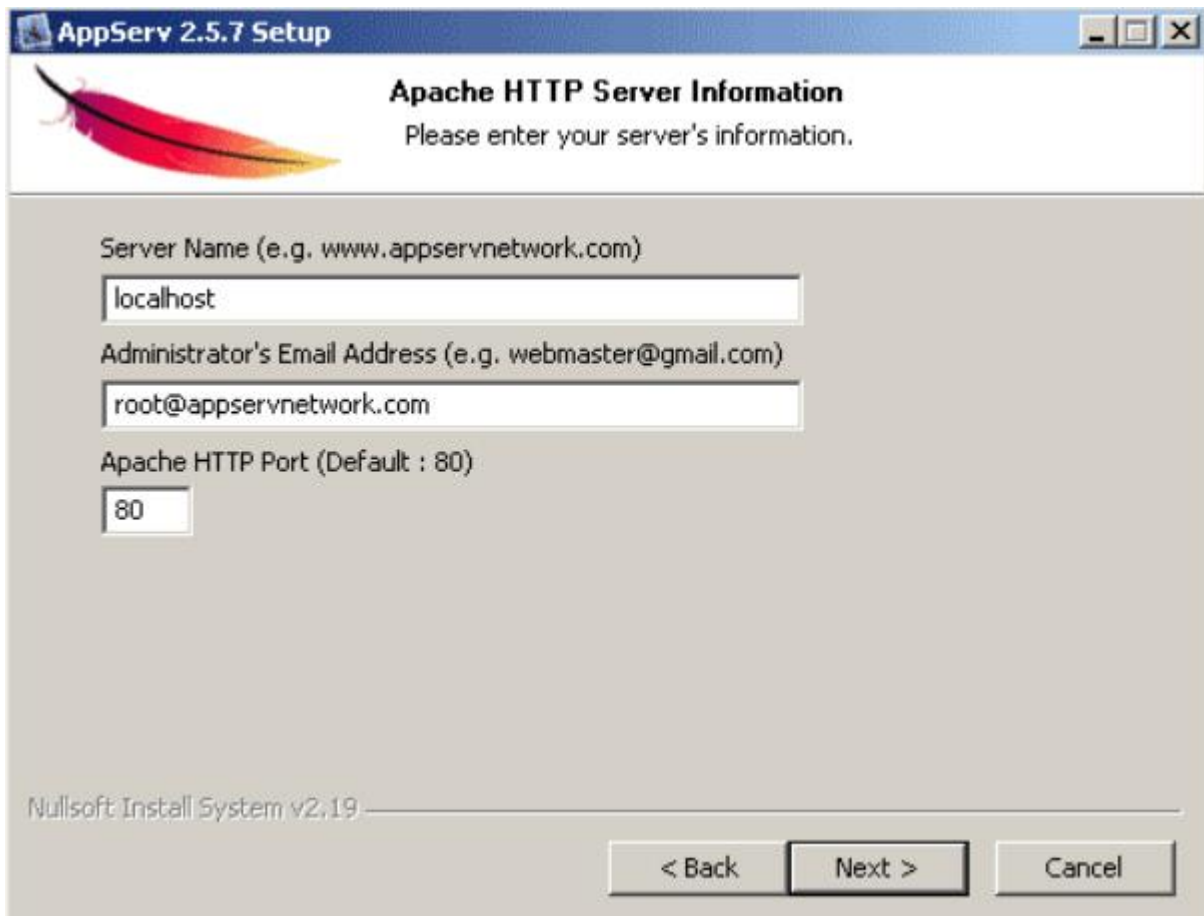 AppServ 2.5.7 Setup
Apache HTTP Server Information
Please enter your server's information.
Server Name (e.g. www.appservnetwork.com)
localhost
Administrator's Email Address (e.g. webmaster@gmail.com)
root@appservnetwork.com
Apache HTTP Port (Default : 80)
80
Nullsoft Install System v2.19
< Back Next > Cancel